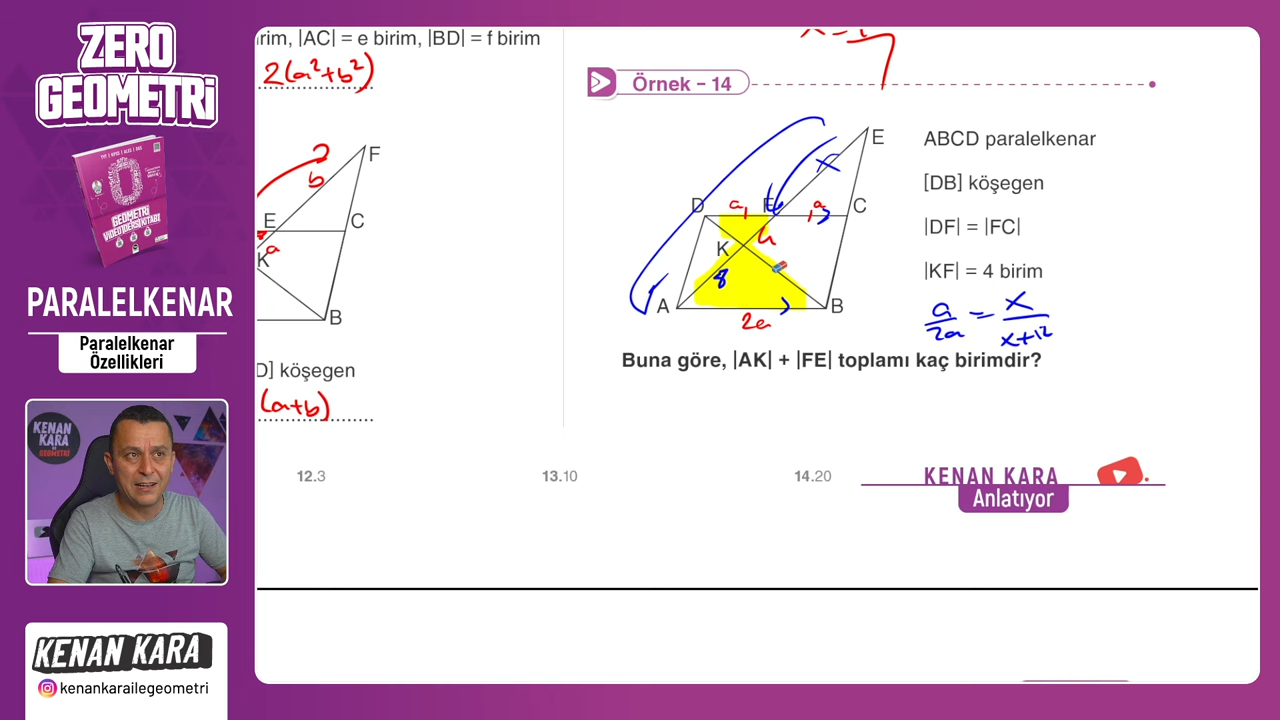 ZERO
GEOMETRİ
GEOMETRİ
VİDEO DERS KİTABI
PARALELKENAR
Paralelkenar
Özellikleri
KENAN
KARA
GEOMETRİ
KENAN KARA
kenankarailegeometri
irim, |AC| = e birim, |BD| = f birim
2(a²+b²)
F
b
E
a
C
K
B
D] köşegen
(a+b)
12.3
13.10
14.20
Örnek – 14
E
x
D
a
F
a
C
K
4
8
A
2a
B
ABCD paralelkenar
[DB] köşegen
|DF| = |FC|
|KF| = 4 birim
a/2a = x/x+12
Buna göre, |AK| + |FE| toplamı kaç birimdir?
KENAN KARA
Anlatıyor